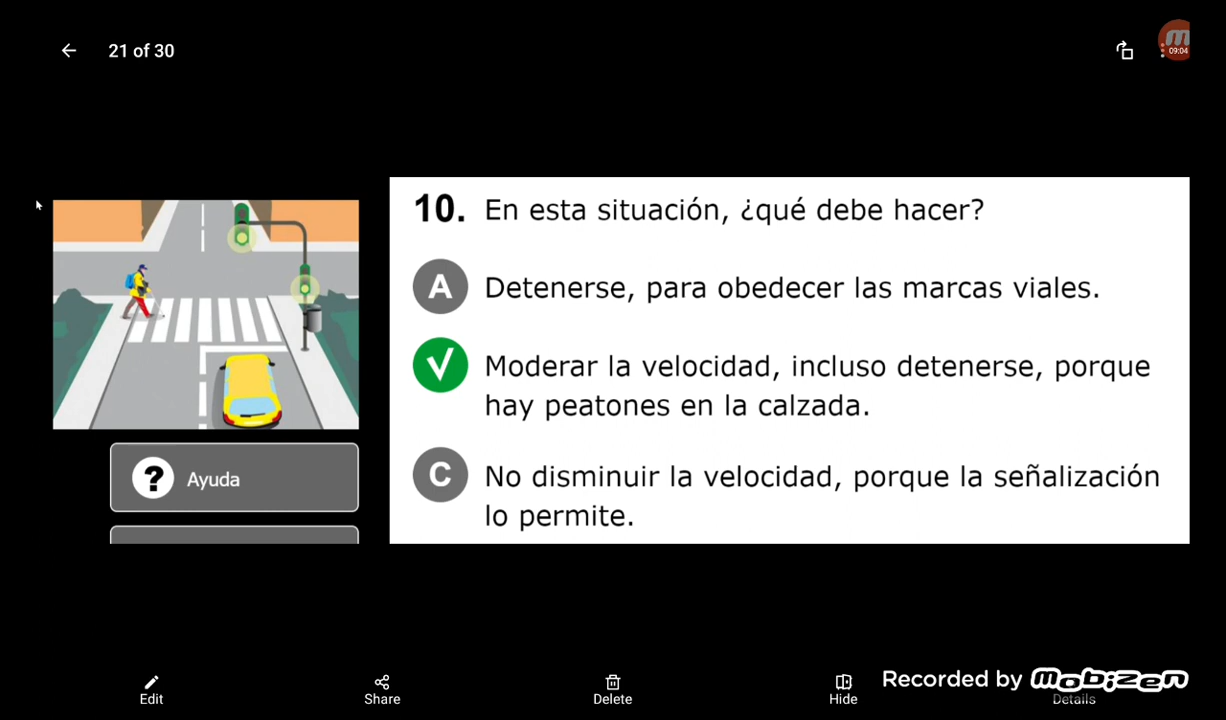 21 of 30
09:04
10. En esta situación, ¿qué debe hacer?
A Detenerse, para obedecer las marcas viales.
Moderar la velocidad, incluso detenerse, porque
hay peatones en la calzada.
C No disminuir la velocidad, porque la señalización
lo permite.
? Ayuda
Recorded by mobizen
Edit
Share
Delete
Hide
Details